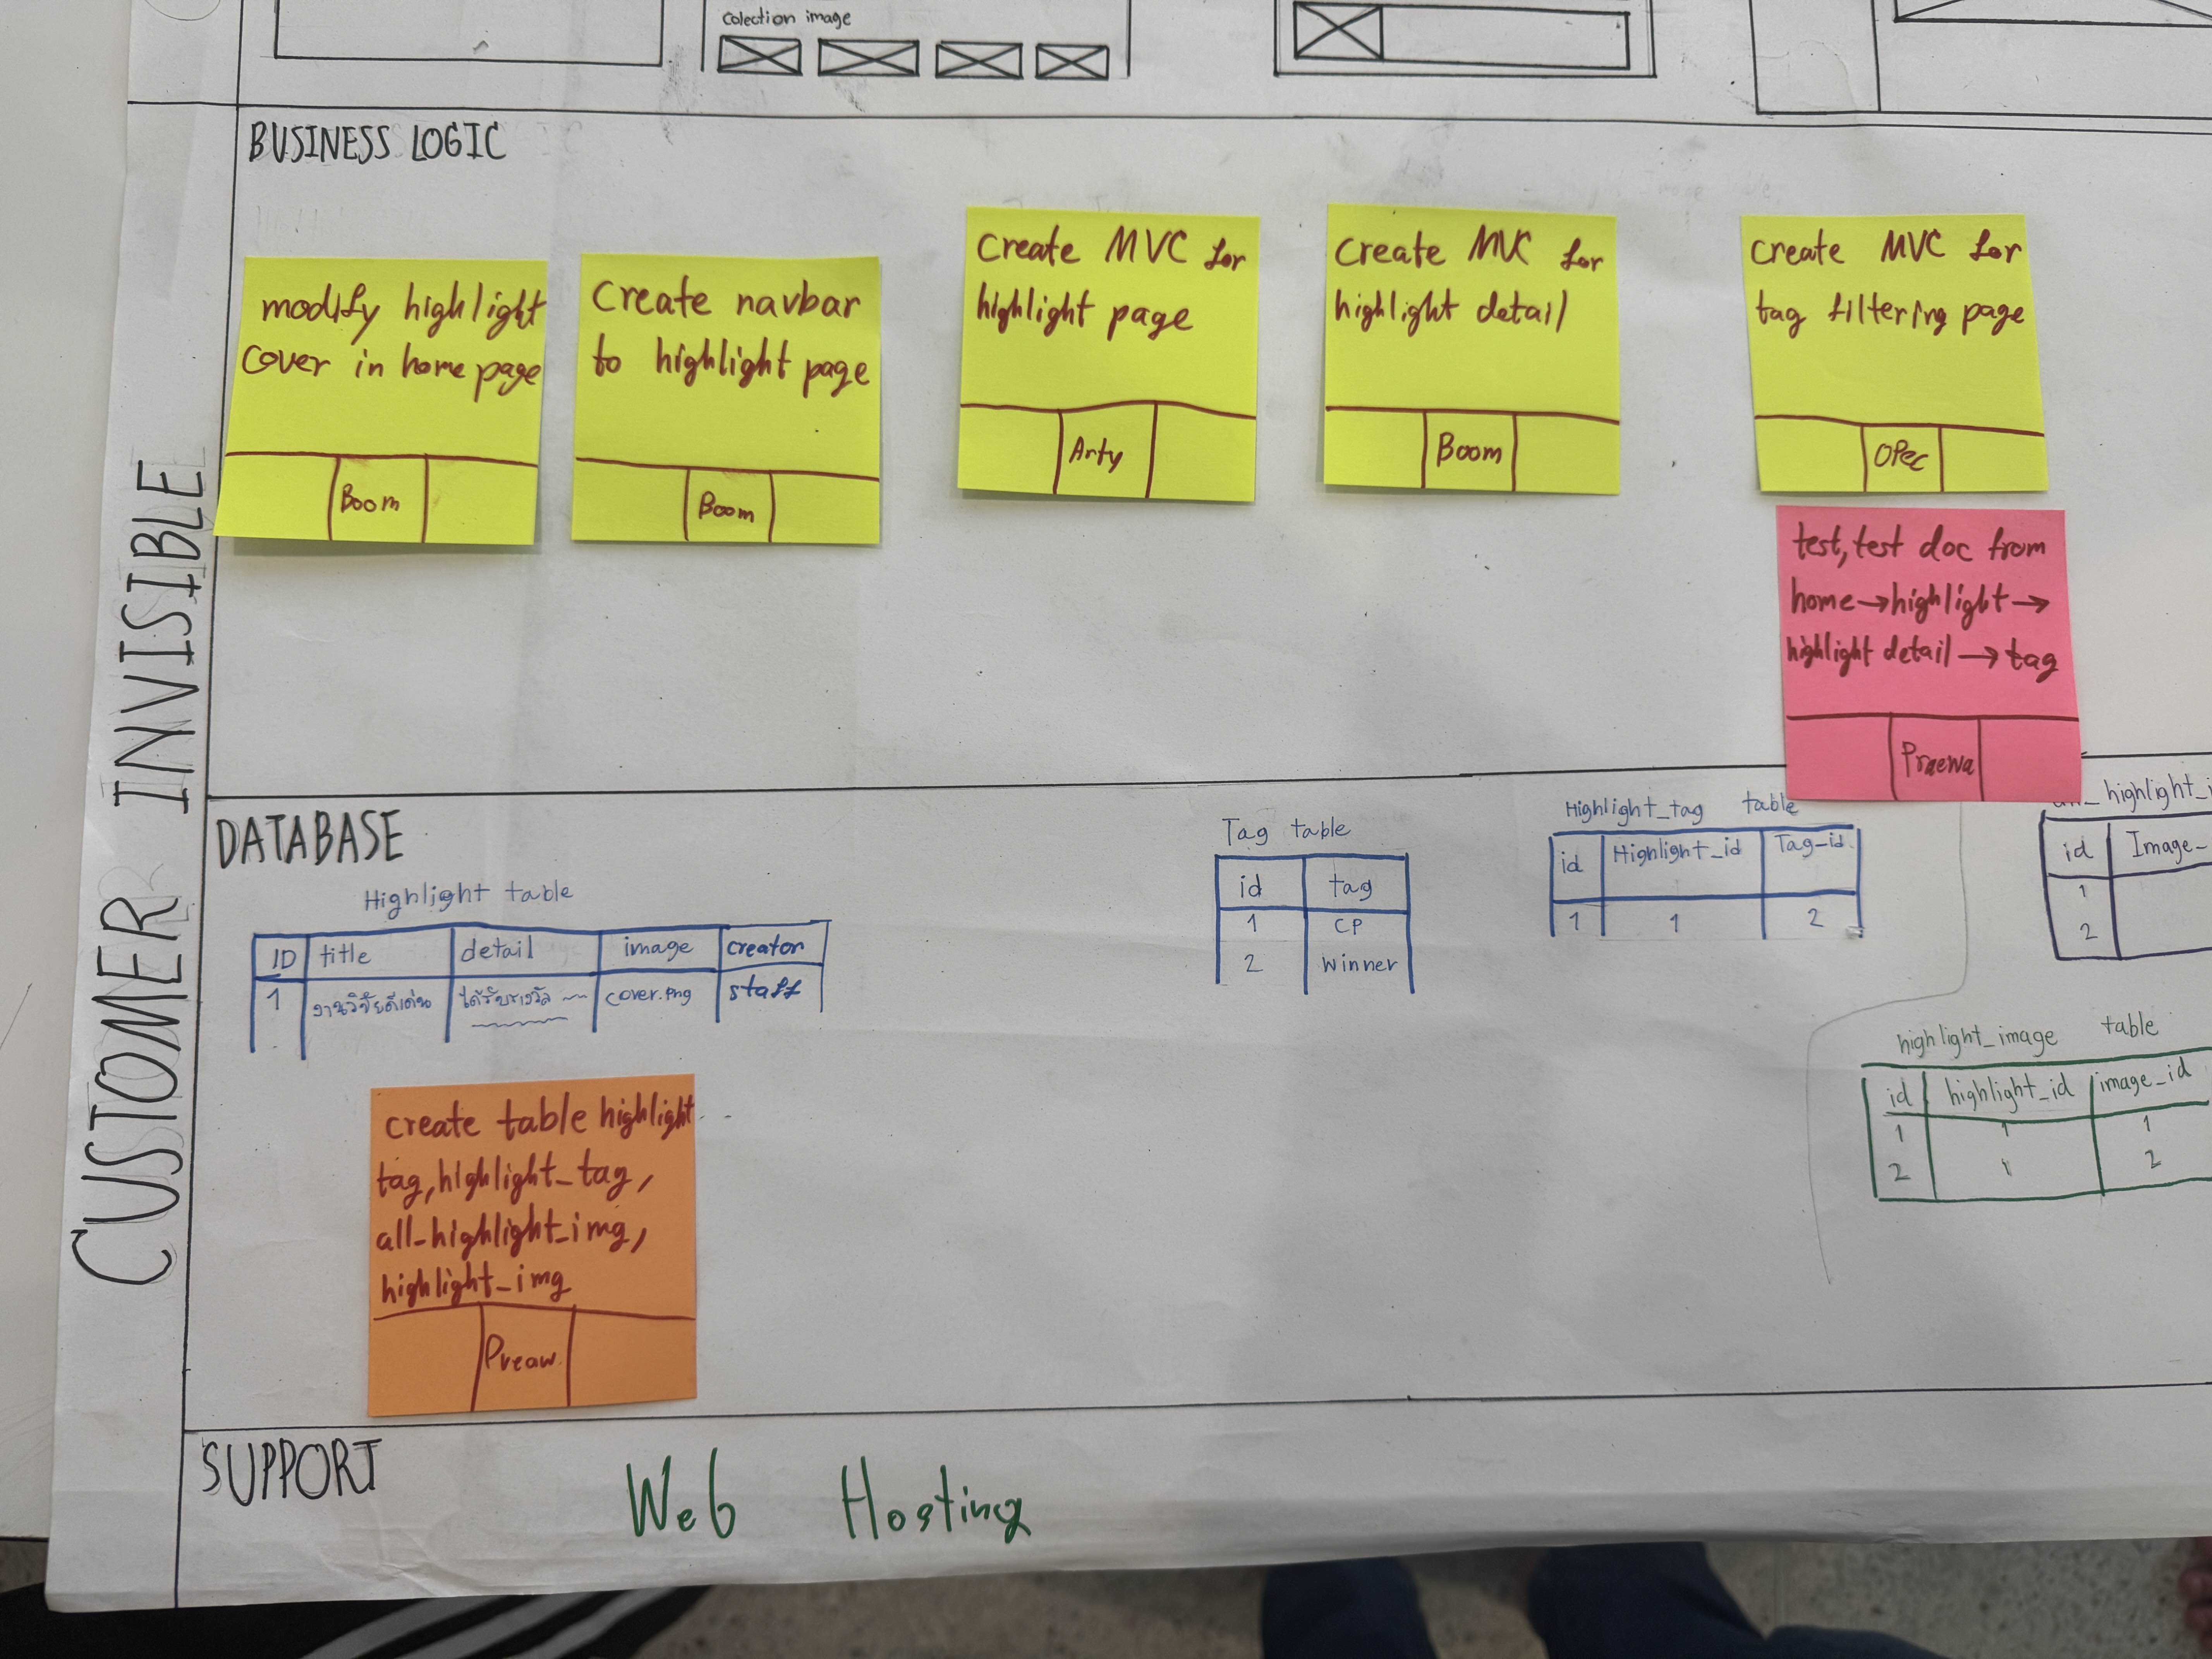 Colection image
BUSINESS LOGIC
modify highlight
cover in home page
Boom
Create navbar
to highlight page
Boom
Create MVC for
highlight page
Arty
Create MVC for
highlight detail
Boom
Create MVC for
tag filtering page
OPec
test, test doc from
home→highlight→
highlight detail→tag
Praewa
CUSTOMER INVISIBLE
DATABASE
Highlight table
ID title detail image creator
1 งานวิจัยดีเด่น ได้รับรางวัล cover.png staff
Tag table
id tag
1 CP
2 Winner
Highlight_tag table
id Highlight_id Tag_id
1 1 2
highlight_i
id Image_
1
2
highlight_image table
id highlight_id image_id
1 1 1
2 1 2
create table highlight
tag, highlight_tag,
all_highlight_img,
highlight_img
Preaw
SUPPORT
Web Hosting